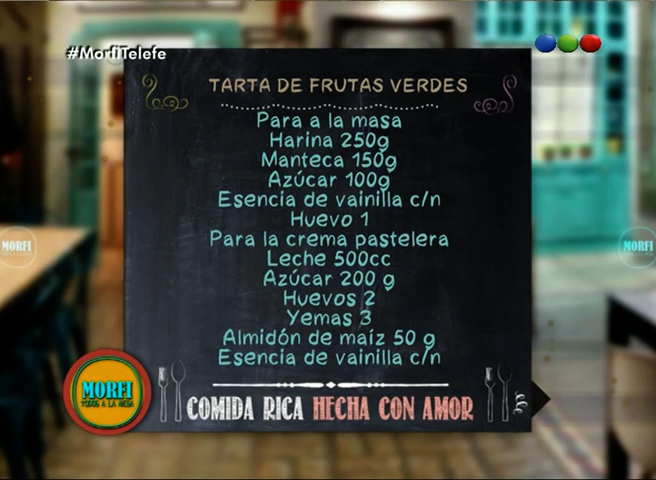 #MorfiTelefe
TARTA DE FRUTAS VERDES
Para a la masa
Harina 250g
Manteca 150g
Azúcar 100g
Esencia de vainilla c/n
Huevo 1
Para la crema pastelera
Leche 500cc
Azúcar 200 g
Huevos 2
Yemas 3
Almidón de maíz 50 g
Esencia de vainilla c/n
MORFI
MORFI
MORFI
TODOS A LA MESA
COMIDA RICA HECHA CON AMOR